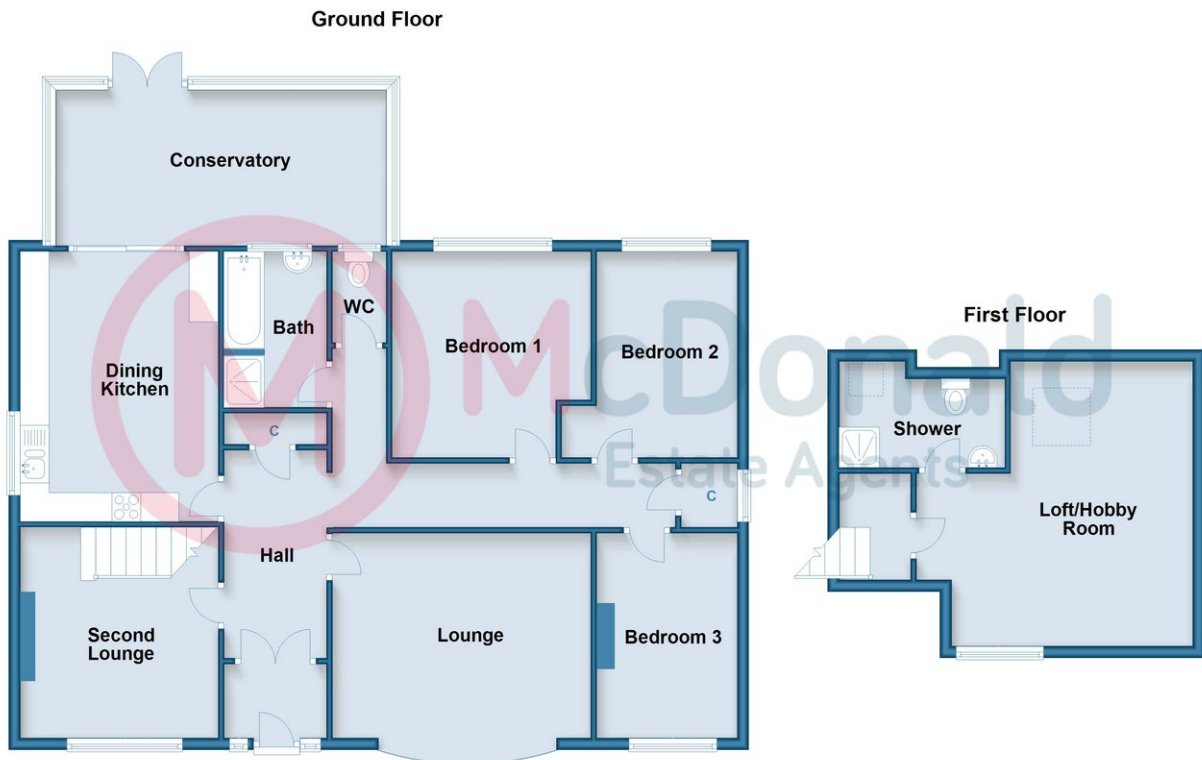 Ground Floor
Conservatory
Dining
Kitchen
Bath
WC
Bedroom 1
Bedroom 2
C
C
Hall
Second
Lounge
Lounge
Bedroom 3
First Floor
Shower
Loft/Hobby
Room
McDonald
Estate Agents